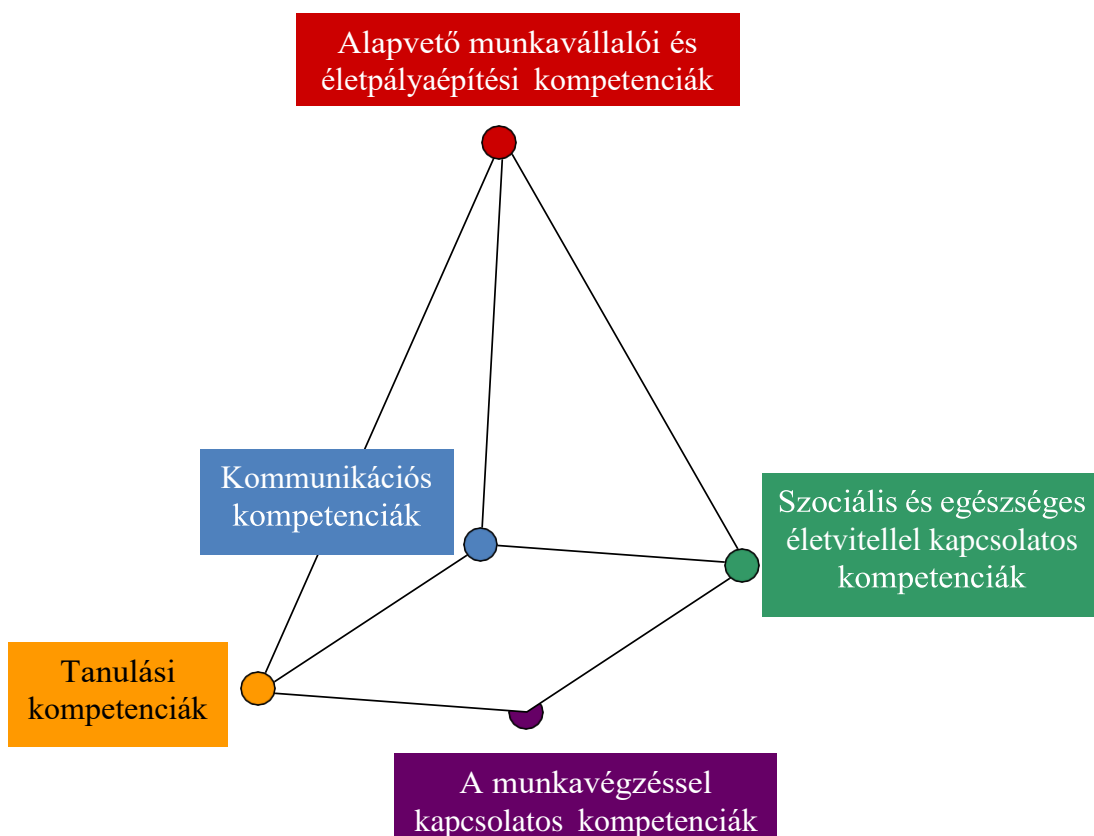 Alapvető munkavállalói és
életpályaépítési kompetenciák
Kommunikációs
kompetenciák
Szociális és egészséges
életvitellel kapcsolatos
kompetenciák
Tanulási
kompetenciák
A munkavégzéssel
kapcsolatos kompetenciák